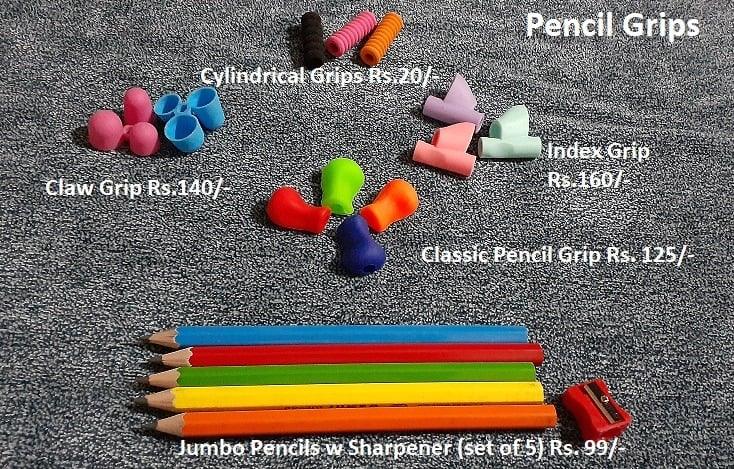 Pencil Grips
Cylindrical Grips Rs.20/-
Claw Grip Rs.140/-
Index Grip
Rs.160/-
Classic Pencil Grip Rs. 125/-
Jumbo Pencils w Sharpener (set of 5) Rs. 99/-